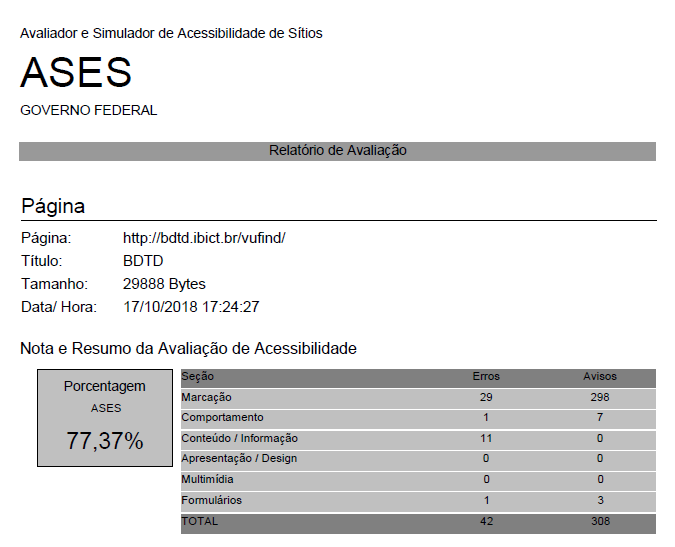 Avaliador e Simulador de Acessibilidade de Sítios
ASES
GOVERNO FEDERAL
Relatório de Avaliação
Página
Página: http://bdtd.ibict.br/vufind/
Título: BDTD
Tamanho: 29888 Bytes
Data/ Hora: 17/10/2018 17:24:27
Nota e Resumo da Avaliação de Acessibilidade
Porcentagem
ASES
77,37%
Seção Erros Avisos
Marcação 29 298
Comportamento 1 7
Conteúdo / Informação 11 0
Apresentação / Design 0 0
Multimídia 0 0
Formulários 1 3
TOTAL 42 308